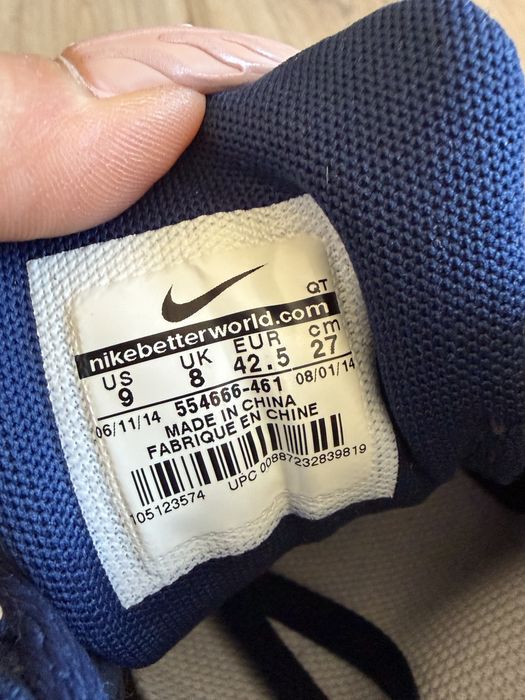 QT
nikebetterworld.com
US UK EUR cm
9 8 42.5 27
06/11/14 554666-461 08/01/14
MADE IN CHINA
FABRIQUE EN CHINE
105123574 UPC 00887232839819